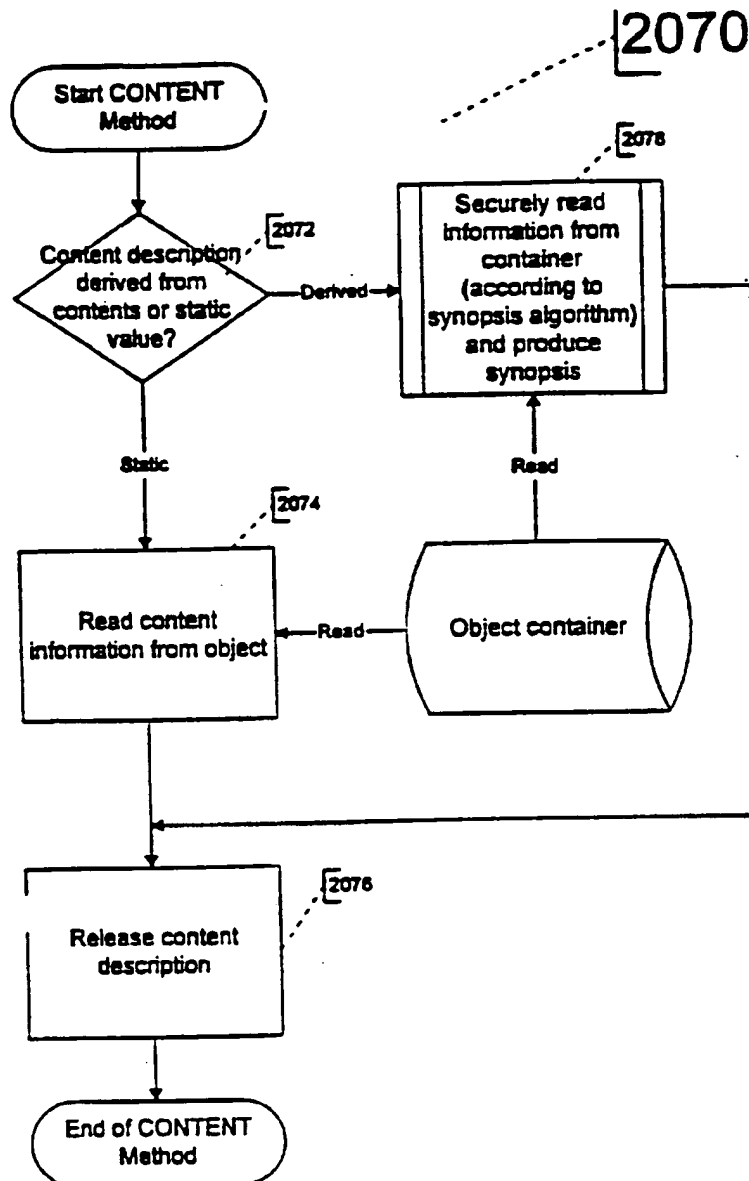 2070
Start CONTENT
Method
2078
2072
Content description
derived from
contents or static
value?
Derived
Securely read
information from
container
(according to
synopsis algorithm)
and produce
synopsis
Static
Read
2074
Read content
information from object
Read
Object container
2076
Release content
description
End of CONTENT
Method